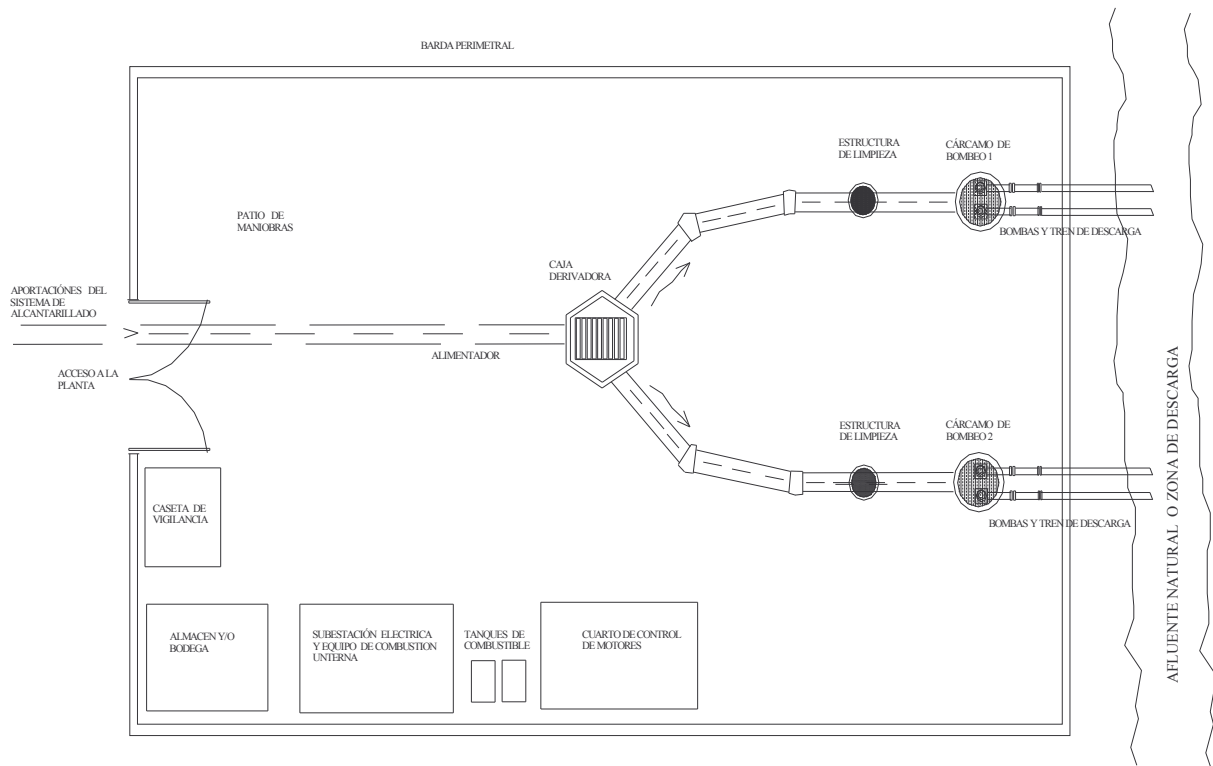 BARDA PERIMETRAL
ESTRUCTURA
DE LIMPIEZA
CÁRCAMO DE
BOMBEO 1
PATIO DE
MANIOBRAS
BOMBAS Y TREN DE DESCARGA
CAJA
DERIVADORA
APORTACIÓNES DEL
SISTEMA DE
ALCANTARILLADO
ALIMENTADOR
ACCESO A LA
PLANTA
ESTRUCTURA
DE LIMPIEZA
CÁRCAMO DE
BOMBEO 2
BOMBAS Y TREN DE DESCARGA
AFLUENTE NATURAL O ZONA DE DESCARGA
CASETA DE
VIGILANCIA
ALMACEN Y/O
BODEGA
SUBESTACIÓN ELECTRICA
Y EQUIPO DE COMBUSTION
UNTERNA
TANQUES DE
COMBUSTIBLE
CUARTO DE CONTROL
DE MOTORES